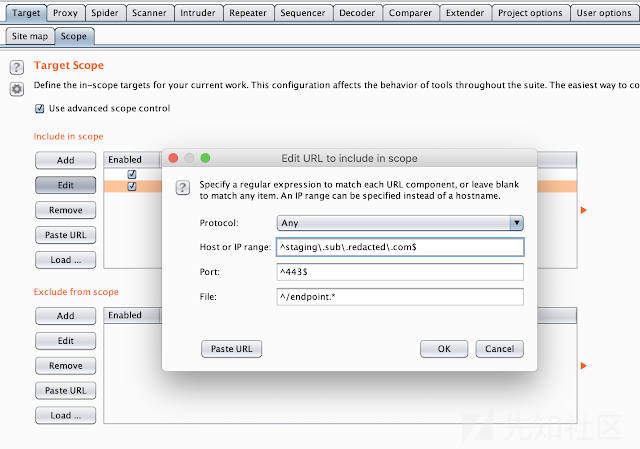 Target Proxy Spider Scanner Intruder Repeater Sequencer Decoder Comparer Extender Project options User options
Site map Scope
Target Scope
Define the in-scope targets for your current work. This configuration affects the behavior of tools throughout the suite. The easiest way to co
Use advanced scope control
Include in scope
Add
Enabled
Edit
Remove
Paste URL
Load ...
Edit URL to include in scope
Specify a regular expression to match each URL component, or leave blank
to match any item. An IP range can be specified instead of a hostname.
Protocol: Any
Host or IP range: ^staging\.sub\.redacted\.com$
Port: ^443$
File: ^/endpoint.*
Paste URL OK Cancel
Exclude from scope
Add
Enabled
Edit
Remove
Paste URL
Load ...
先知社区